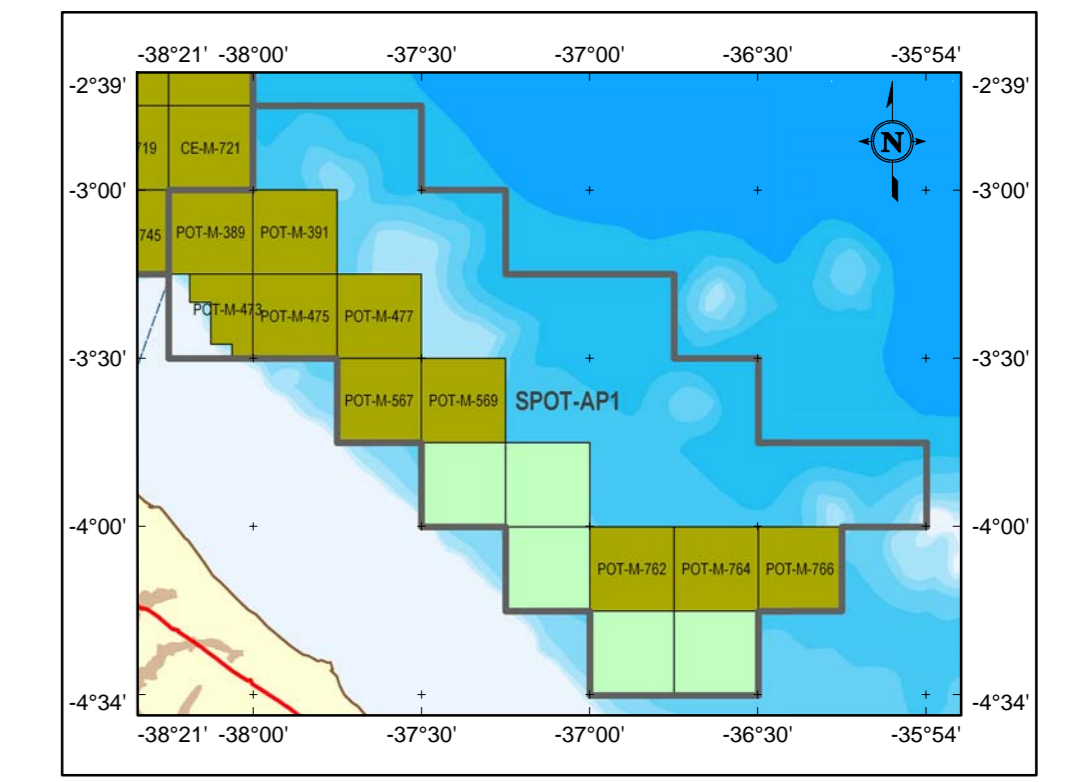 -38°21' -38°00' -37°30' -37°00' -36°30' -35°54'
-2°39' -2°39'
N
719 CE-M-721
-3°00' -3°00'
745 POT-M-389 POT-M-391
POT-M-473 POT-M-475 POT-M-477
-3°30' -3°30'
POT-M-567 POT-M-569 SPOT-AP1
-4°00' -4°00'
POT-M-762 POT-M-764 POT-M-766
-4°34' -4°34'
-38°21' -38°00' -37°30' -37°00' -36°30' -35°54'